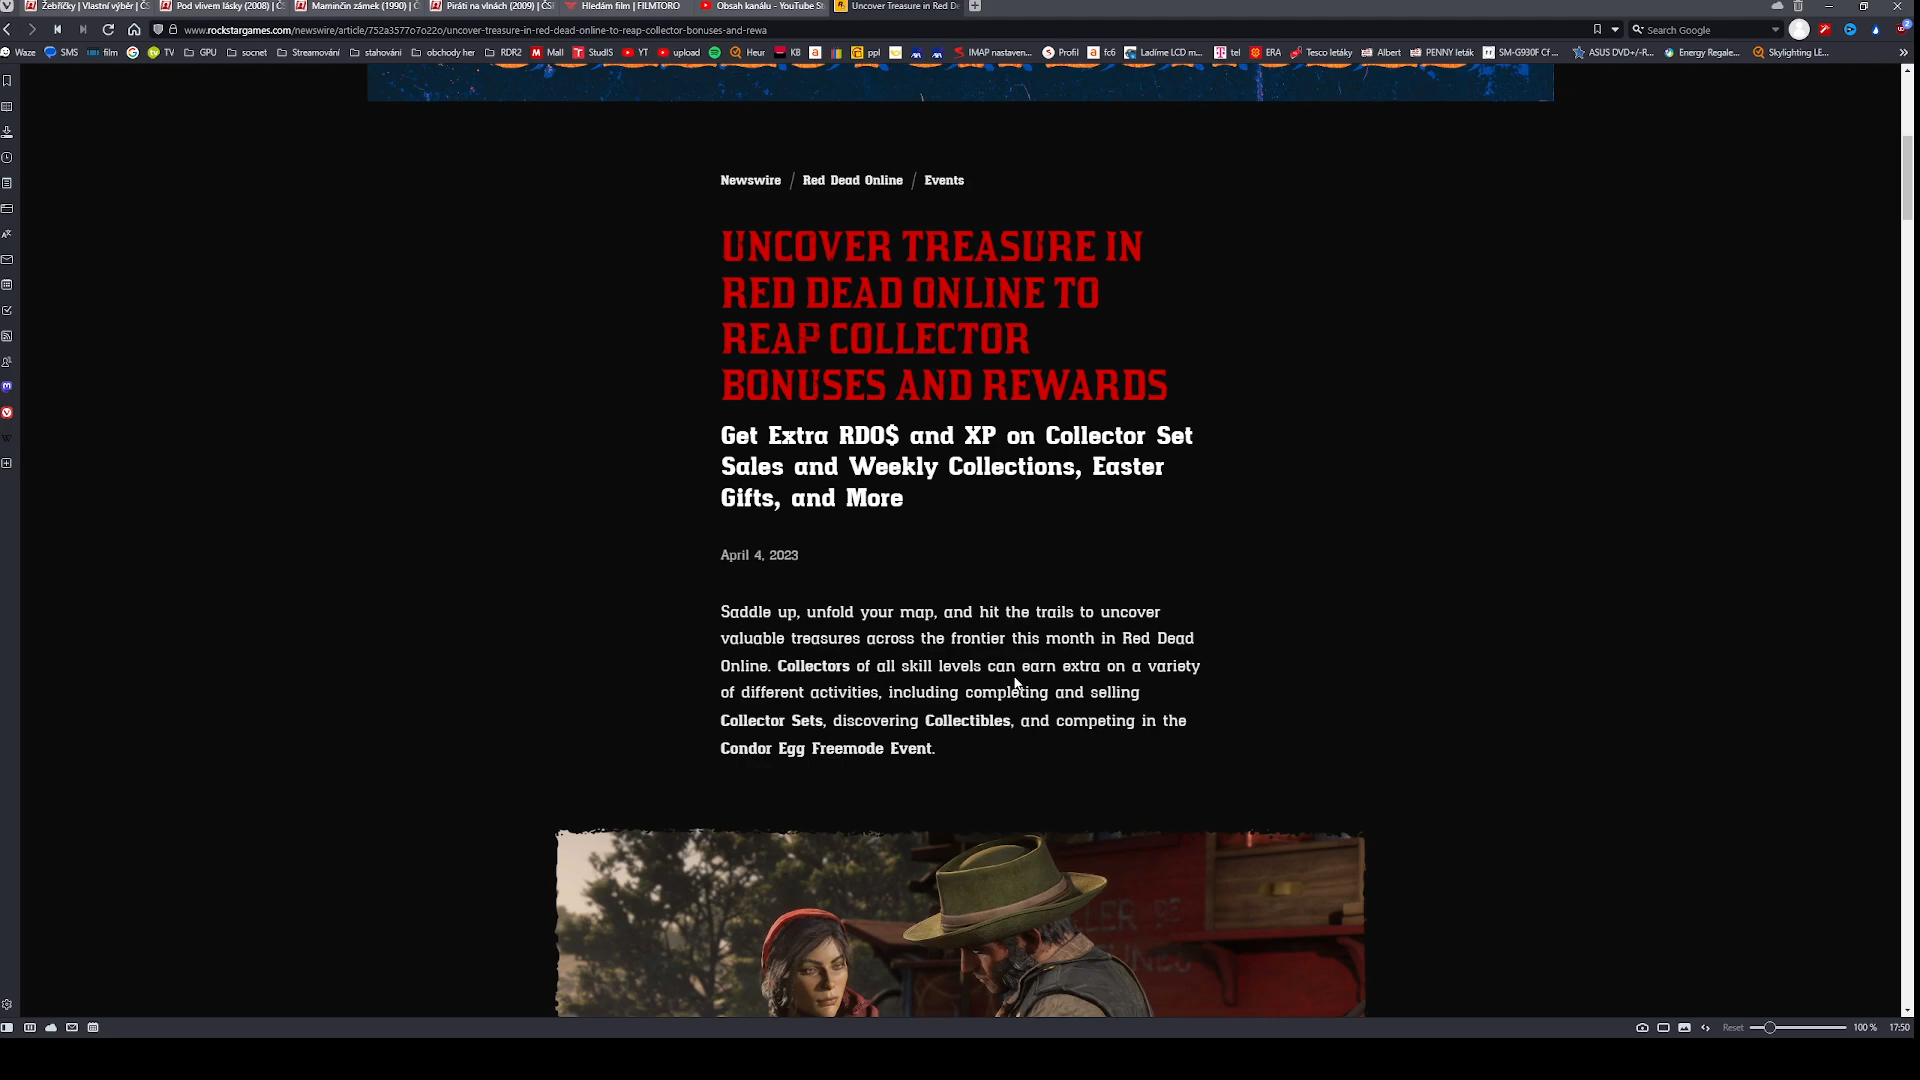 Žebříčky | Vlastní výběr | Č Pod vlivem lásky (2008) | Č Maminčin zámek (1990) | Č Piráti na vlnách (2009) | ČS Hledám film | FILMTORO Obsah kanálu - YouTube St Uncover Treasure in Red De
www.rockstargames.com/newswire/article/752a3577o7o22o/uncover-treasure-in-red-dead-online-to-reap-collector-bonuses-and-rewa Search Google
Waze SMS film TV GPU socnet Streamování stahování obchody her RDR2 Mall StudIS YT upload Heur KB ppl IMAP nastaven... Profil fc6 Ladíme LCD m... tel ERA Tesco letáky Albert PENNY leták SM-G930F Cf ... ASUS DVD+/-R... Energy Regale... Skylighting LE...
Newswire / Red Dead Online / Events
UNCOVER TREASURE IN
RED DEAD ONLINE TO
REAP COLLECTOR
BONUSES AND REWARDS
Get Extra RDO$ and XP on Collector Set
Sales and Weekly Collections, Easter
Gifts, and More
April 4, 2023
Saddle up, unfold your map, and hit the trails to uncover
valuable treasures across the frontier this month in Red Dead
Online. Collectors of all skill levels can earn extra on a variety
of different activities, including completing and selling
Collector Sets, discovering Collectibles, and competing in the
Condor Egg Freemode Event.
Reset 100 % 17:50